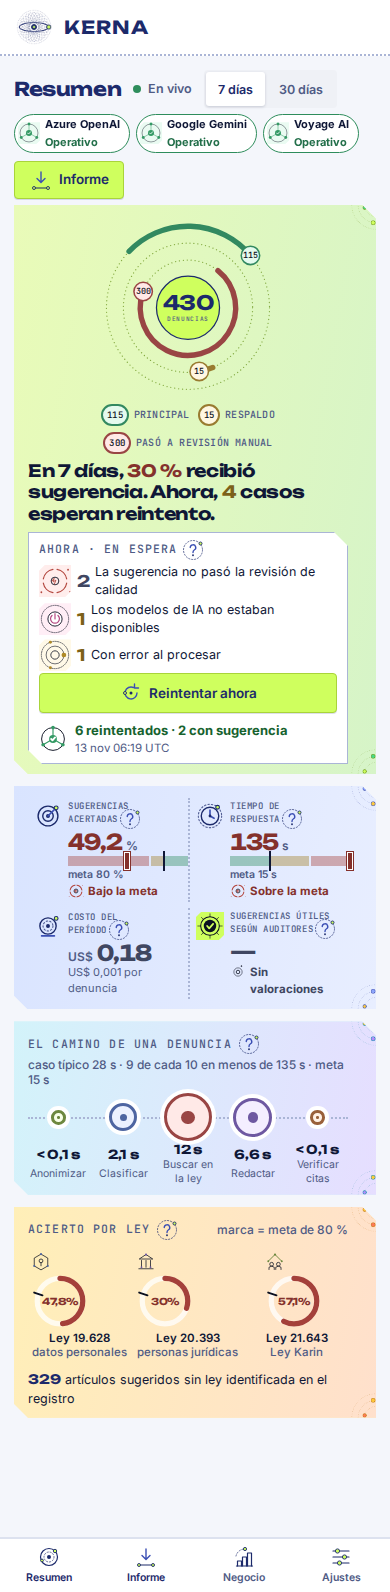 KERNA
Resumen
En vivo
7 días
30 días
Azure OpenAI
Operativo
Google Gemini
Operativo
Voyage AI
Operativo
Informe
115
300
430
DENUNCIAS
15
115 PRINCIPAL 15 RESPALDO
300 PASÓ A REVISIÓN MANUAL
En 7 días, 30 % recibió
sugerencia. Ahora, 4 casos
esperan reintento.
AHORA · EN ESPERA ?
2 La sugerencia no pasó la revisión de
calidad
1 Los modelos de IA no estaban
disponibles
1 Con error al procesar
Reintentar ahora
6 reintentados · 2 con sugerencia
13 nov 06:19 UTC
SUGERENCIAS
ACERTADAS ?
49,2 %
meta 80 %
Bajo la meta
TIEMPO DE
RESPUESTA ?
135 s
meta 15 s
Sobre la meta
COSTO DEL
PERÍODO ?
US$ 0,18
US$ 0,001 por
denuncia
SUGERENCIAS ÚTILES
SEGÚN AUDITORES ?
—
Sin
valoraciones
EL CAMINO DE UNA DENUNCIA ?
caso típico 28 s · 9 de cada 10 en menos de 135 s · meta
15 s
<0,1 s
Anonimizar
2,1 s
Clasificar
12 s
Buscar en
la ley
6,6 s
Redactar
<0,1 s
Verificar
citas
ACIERTO POR LEY ?
marca = meta de 80 %
47,8%
Ley 19.628
datos personales
30%
Ley 20.393
personas jurídicas
57,1%
Ley 21.643
Ley Karin
329 artículos sugeridos sin ley identificada en el
registro
Resumen
Informe
Negocio
Ajustes